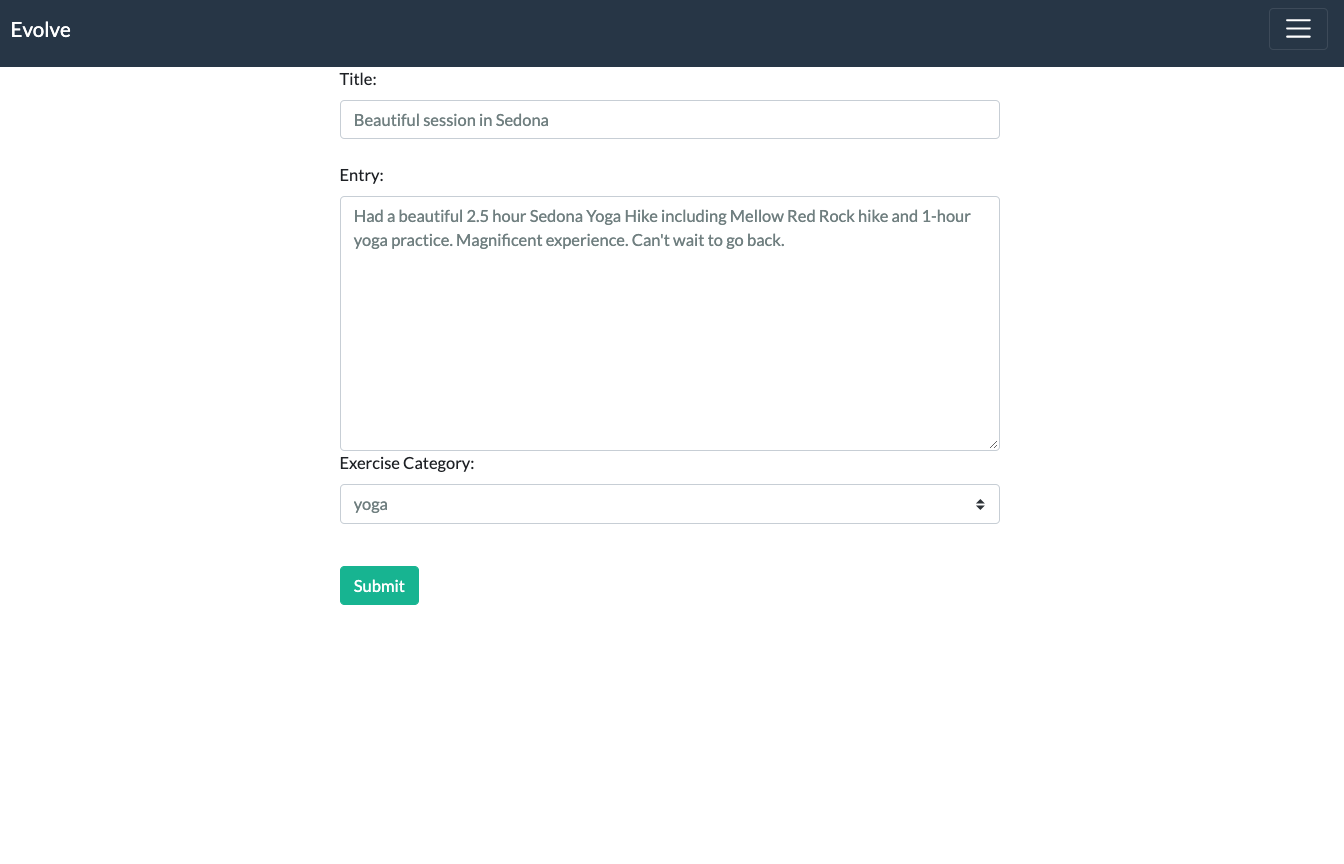 Evolve
Title:
Beautiful session in Sedona
Entry:
Had a beautiful 2.5 hour Sedona Yoga Hike including Mellow Red Rock hike and 1-hour
yoga practice. Magnificent experience. Can't wait to go back.
Exercise Category:
yoga
Submit